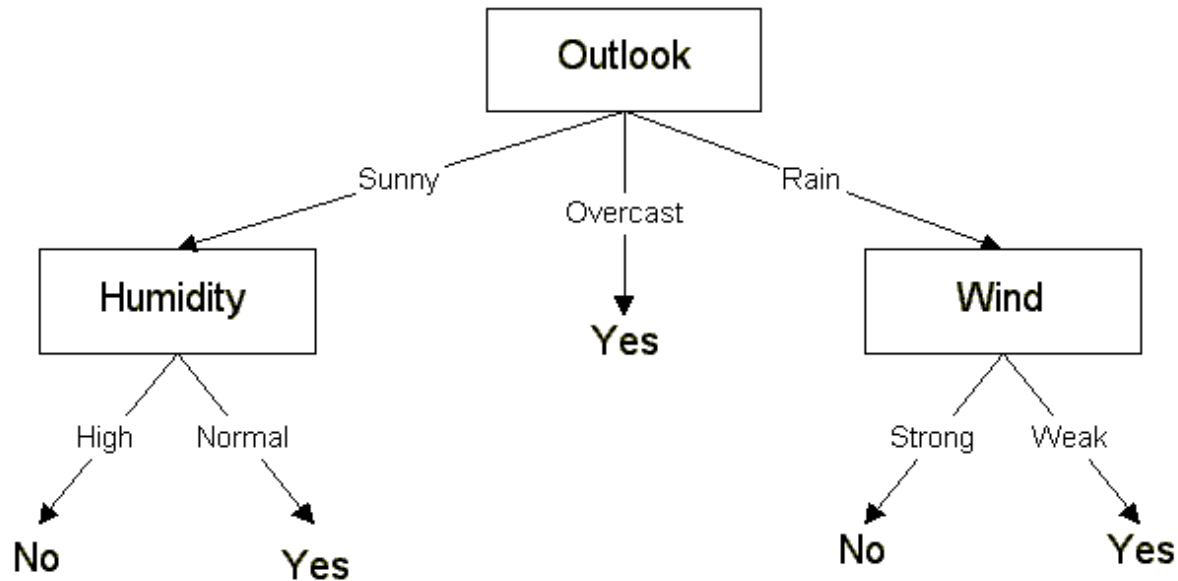 Outlook
Sunny
Overcast
Rain
Humidity
Yes
Wind
High
Normal
Strong
Weak
No
Yes
No
Yes